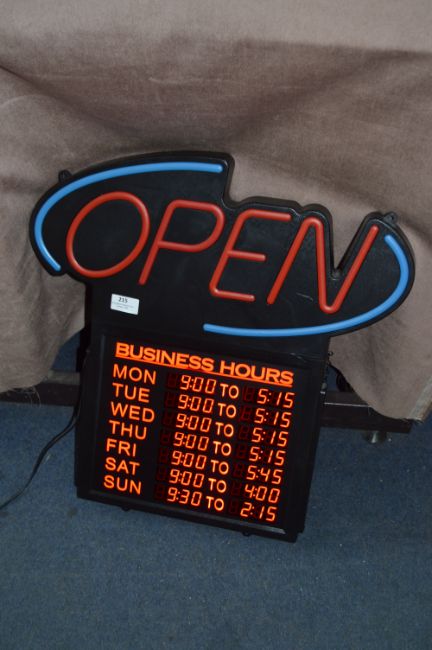 OPEN
215
BUSINESS HOURS
MON 9:00 TO 5:15
TUE 9:00 TO 5:15
WED 9:00 TO 5:15
THU 9:00 TO 5:15
FRI 9:00 TO 5:45
SAT 9:00 TO 4:00
SUN 9:30 TO 2:15